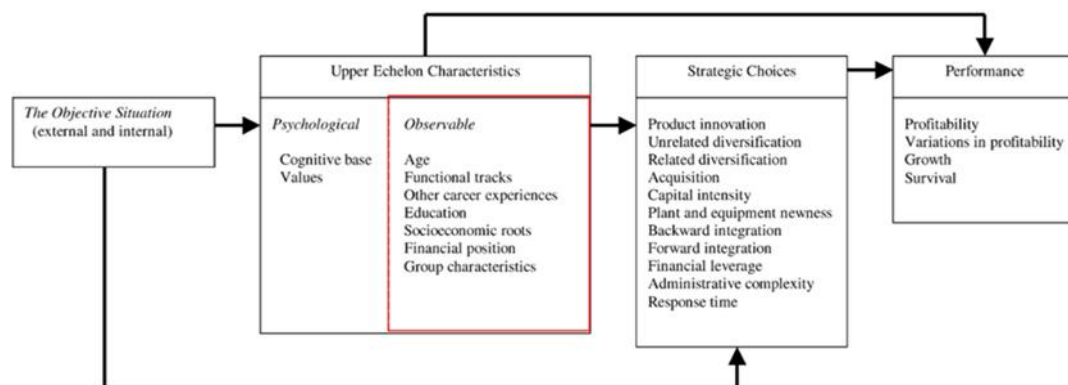 The Objective Situation
(external and internal)
Upper Echelon Characteristics
Psychological
Cognitive base
Values
Observable
Age
Functional tracks
Other career experiences
Education
Socioeconomic roots
Financial position
Group characteristics
Strategic Choices
Product innovation
Unrelated diversification
Related diversification
Acquisition
Capital intensity
Plant and equipment newness
Backward integration
Forward integration
Financial leverage
Administrative complexity
Response time
Performance
Profitability
Variations in profitability
Growth
Survival